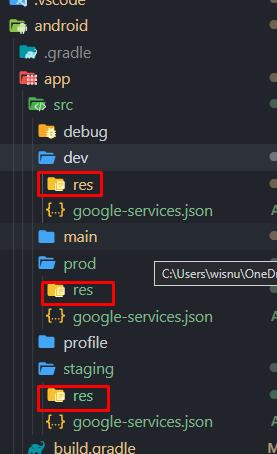 .vscode
android
.gradle
app
src
debug
dev
res
google-services.json
main
prod
C:\Users\wisnu\OneDr
res
google-services.json
profile
staging
res
google-services.json
build.gradle